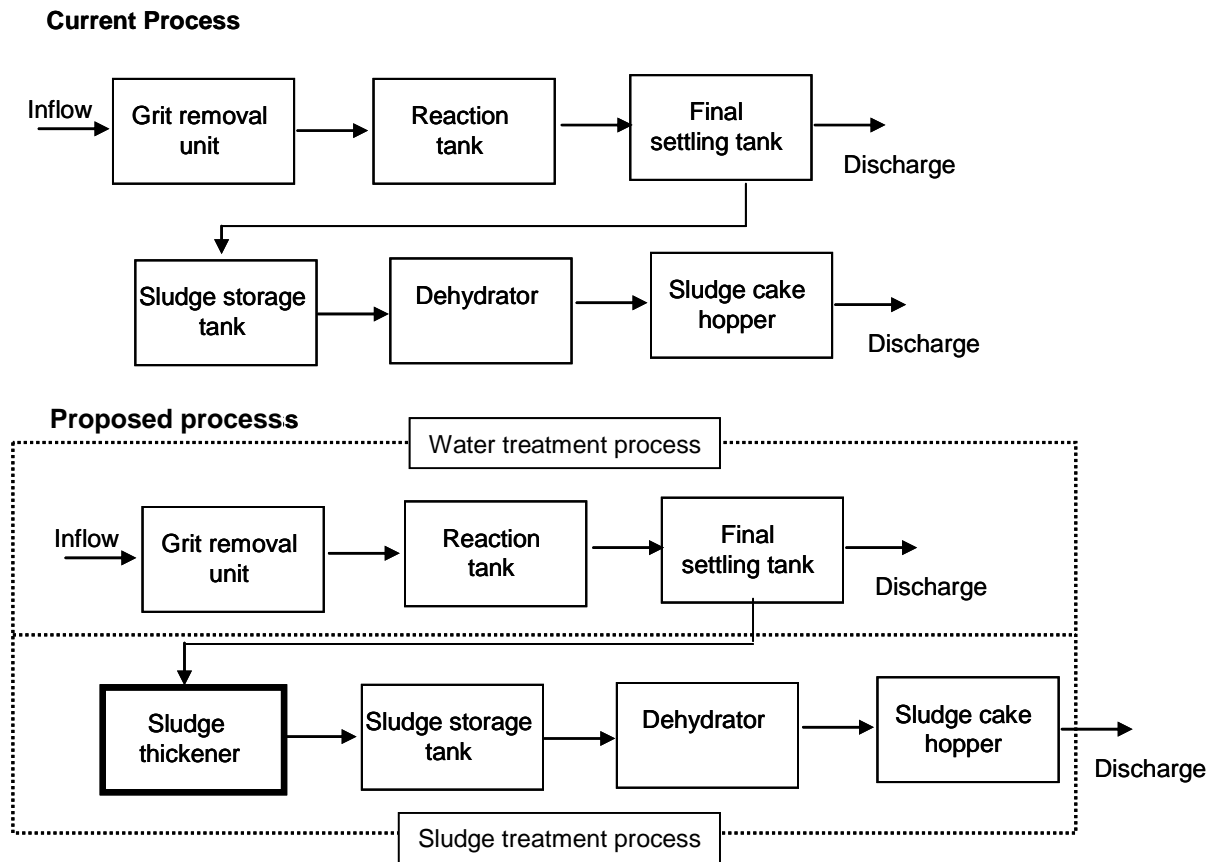 Current Process
Inflow
Grit removal
unit
Reaction
tank
Final
settling tank
Discharge
Sludge storage
tank
Dehydrator
Sludge cake
hopper
Discharge
Proposed processs
Water treatment process
Inflow
Grit removal
unit
Reaction
tank
Final
settling tank
Discharge
Sludge
thickener
Sludge storage
tank
Dehydrator
Sludge cake
hopper
Discharge
Sludge treatment process